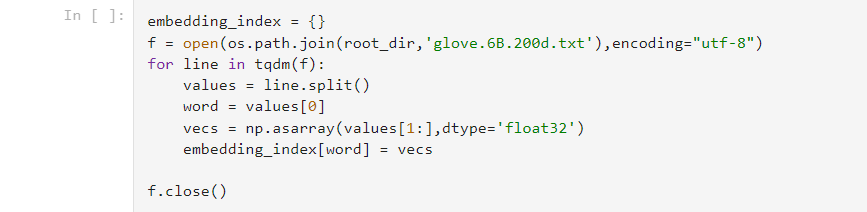 In [ ]:
embedding_index = {}
f = open(os.path.join(root_dir,'glove.6B.200d.txt'),encoding="utf-8")
for line in tqdm(f):
    values = line.split()
    word = values[0]
    vecs = np.asarray(values[1:],dtype='float32')
    embedding_index[word] = vecs

f.close()